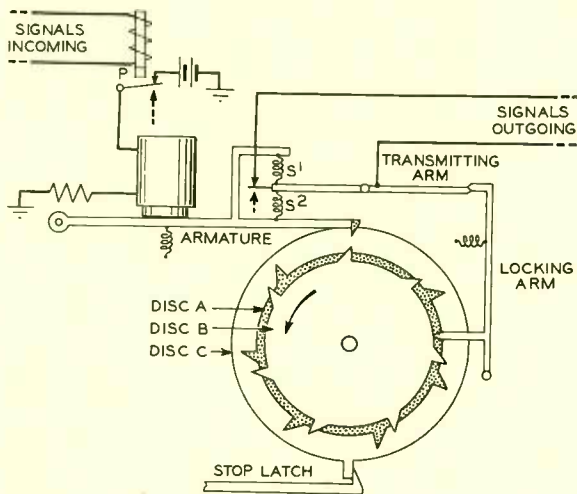 SIGNALS
INCOMING
P
SIGNALS
OUTGOING
S1
TRANSMITTING
ARM
S2
ARMATURE
LOCKING
ARM
DISC A
DISC B
DISC C
STOP LATCH